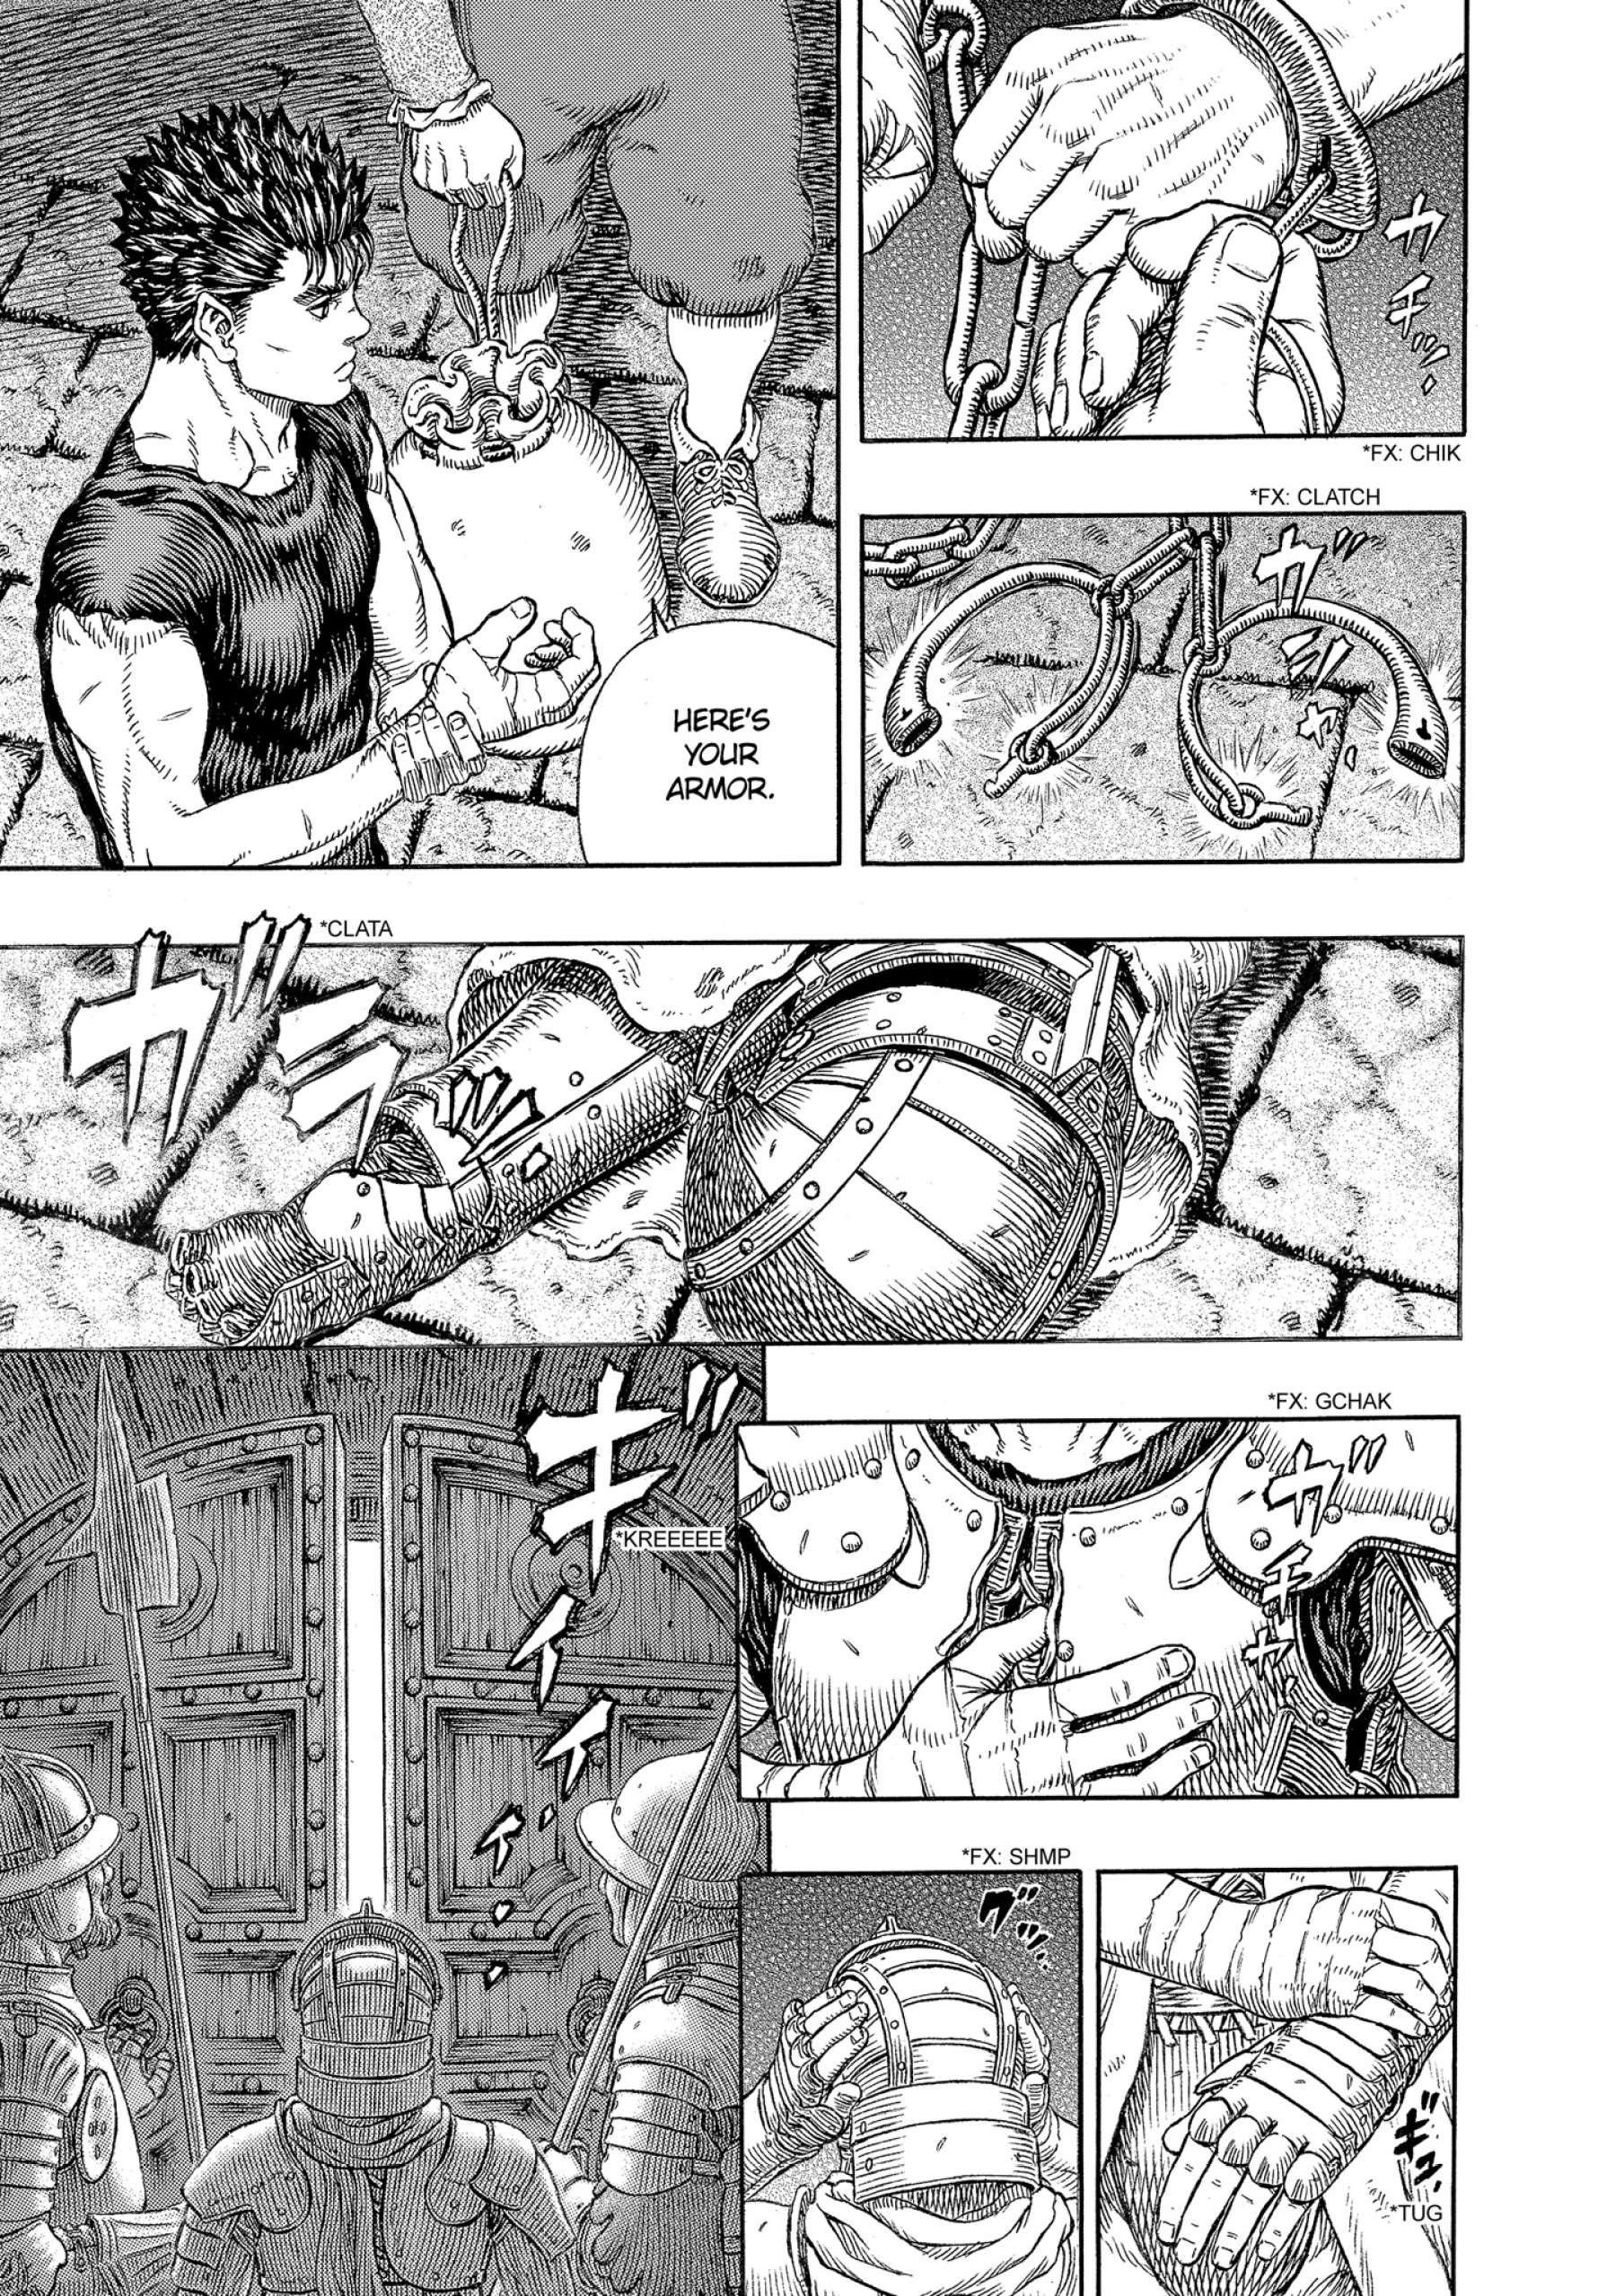 カチッ
*FX: CHIK
*FX: CLATCH
ガシャ
HERE'S
YOUR
ARMOR.
*CLATA
ガラッ
*FX: GCHAK
ガチャ
*TUG
ギュ
*FX: SHMP
グッ
*KREEEEE
ギイイイ